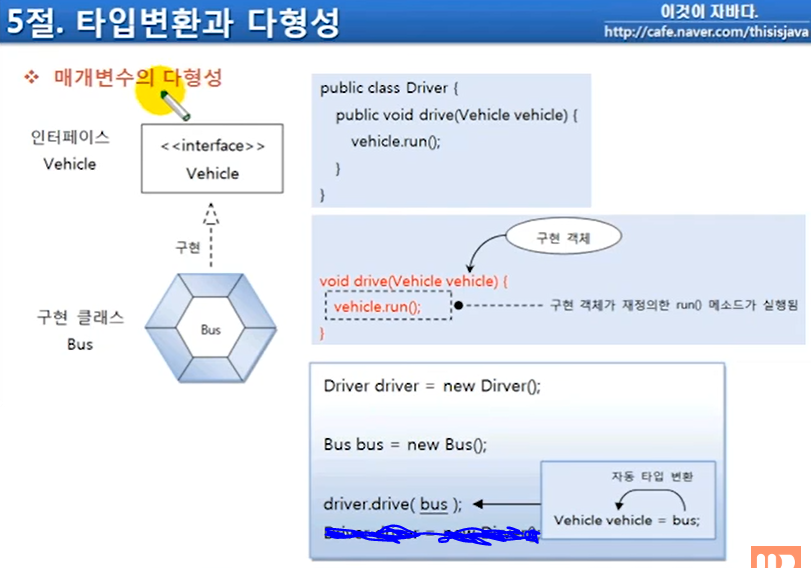 5절. 타입변환과 다형성
이것이 자바다.
http://cafe.naver.com/thisisjava
❖ 매개변수의 다형성
인터페이스
Vehicle
<<interface>>
Vehicle
구현
구현 클래스
Bus
Bus
public class Driver {
public void drive(Vehicle vehicle) {
vehicle.run();
}
}
구현 객체
void drive(Vehicle vehicle) {
vehicle.run();
구현 객체가 재정의한 run() 메소드가 실행됨
}
Driver driver = new Dirver();
Bus bus = new Bus();
driver.drive( bus );
자동 타입 변환
Vehicle vehicle = bus;